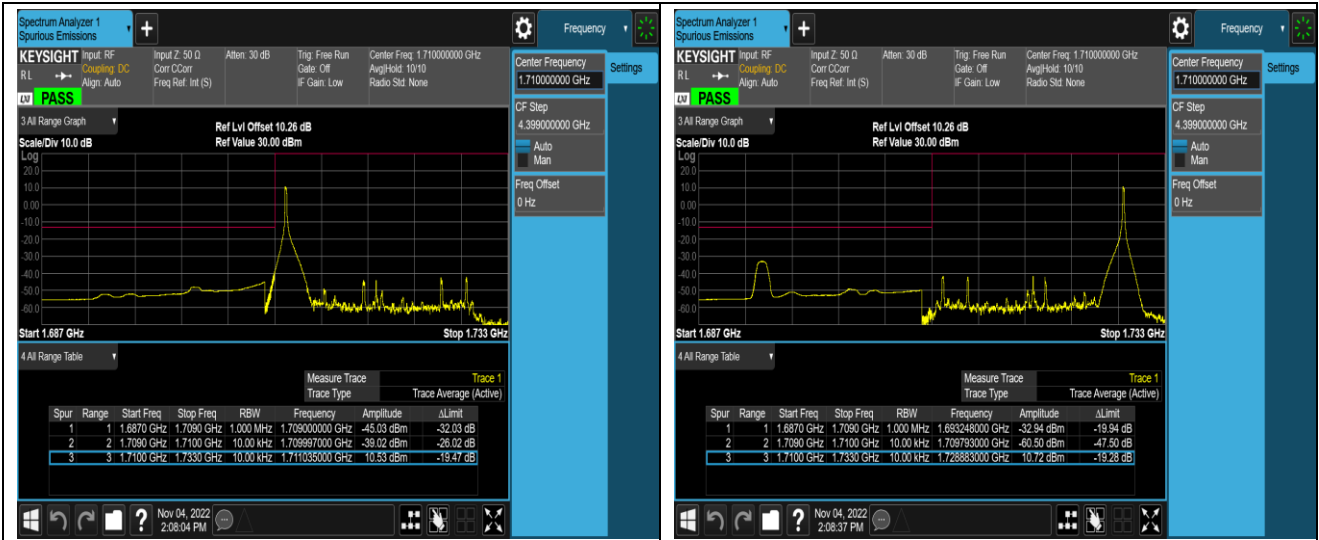 Spectrum Analyzer 1
Spurious Emissions
+
Frequency
KEYSIGHT Input: RF Input Z: 50 Ω Atten: 30 dB Trig: Free Run Center Freq: 1.710000000 GHz
RL Coupling: DC Corr CCorr Gate: Off Avg|Hold: 10/10
Align: Auto Freq Ref: Int (S) IF Gain: Low Radio Std: None
LXI PASS
Center Frequency
1.710000000 GHz
Settings
CF Step
4.399000000 GHz
Auto
Man
Freq Offset
0 Hz
3 All Range Graph
Ref Lvl Offset 10.26 dB
Scale/Div 10.0 dB Ref Value 30.00 dBm
Log
20.0
10.0
0.00
-10.0
-20.0
-30.0
-40.0
-50.0
-60.0
Start 1.687 GHz Stop 1.733 GHz
4 All Range Table
Measure Trace Trace 1
Trace Type Trace Average (Active)
Spur Range Start Freq Stop Freq RBW Frequency Amplitude ΔLimit
1 1 1.6870 GHz 1.7090 GHz 1.000 MHz 1.709000000 GHz -45.03 dBm -32.03 dB
2 2 1.7090 GHz 1.7100 GHz 10.00 kHz 1.709997000 GHz -39.02 dBm -26.02 dB
3 3 1.7100 GHz 1.7330 GHz 10.00 kHz 1.711035000 GHz 10.53 dBm -19.47 dB
? Nov 04, 2022
2:08:04 PM
Spectrum Analyzer 1
Spurious Emissions
+
Frequency
KEYSIGHT Input: RF Input Z: 50 Ω Atten: 30 dB Trig: Free Run Center Freq: 1.710000000 GHz
RL Coupling: DC Corr CCorr Gate: Off Avg|Hold: 10/10
Align: Auto Freq Ref: Int (S) IF Gain: Low Radio Std: None
LXI PASS
Center Frequency
1.710000000 GHz
Settings
CF Step
4.399000000 GHz
Auto
Man
Freq Offset
0 Hz
3 All Range Graph
Ref Lvl Offset 10.26 dB
Scale/Div 10.0 dB Ref Value 30.00 dBm
Log
20.0
10.0
0.00
-10.0
-20.0
-30.0
-40.0
-50.0
-60.0
Start 1.687 GHz Stop 1.733 GHz
4 All Range Table
Measure Trace Trace 1
Trace Type Trace Average (Active)
Spur Range Start Freq Stop Freq RBW Frequency Amplitude ΔLimit
1 1 1.6870 GHz 1.7090 GHz 1.000 MHz 1.693248000 GHz -32.94 dBm -19.94 dB
2 2 1.7090 GHz 1.7100 GHz 10.00 kHz 1.709793000 GHz -60.50 dBm -47.50 dB
3 3 1.7100 GHz 1.7330 GHz 10.00 kHz 1.728883000 GHz 10.72 dBm -19.28 dB
? Nov 04, 2022
2:08:37 PM